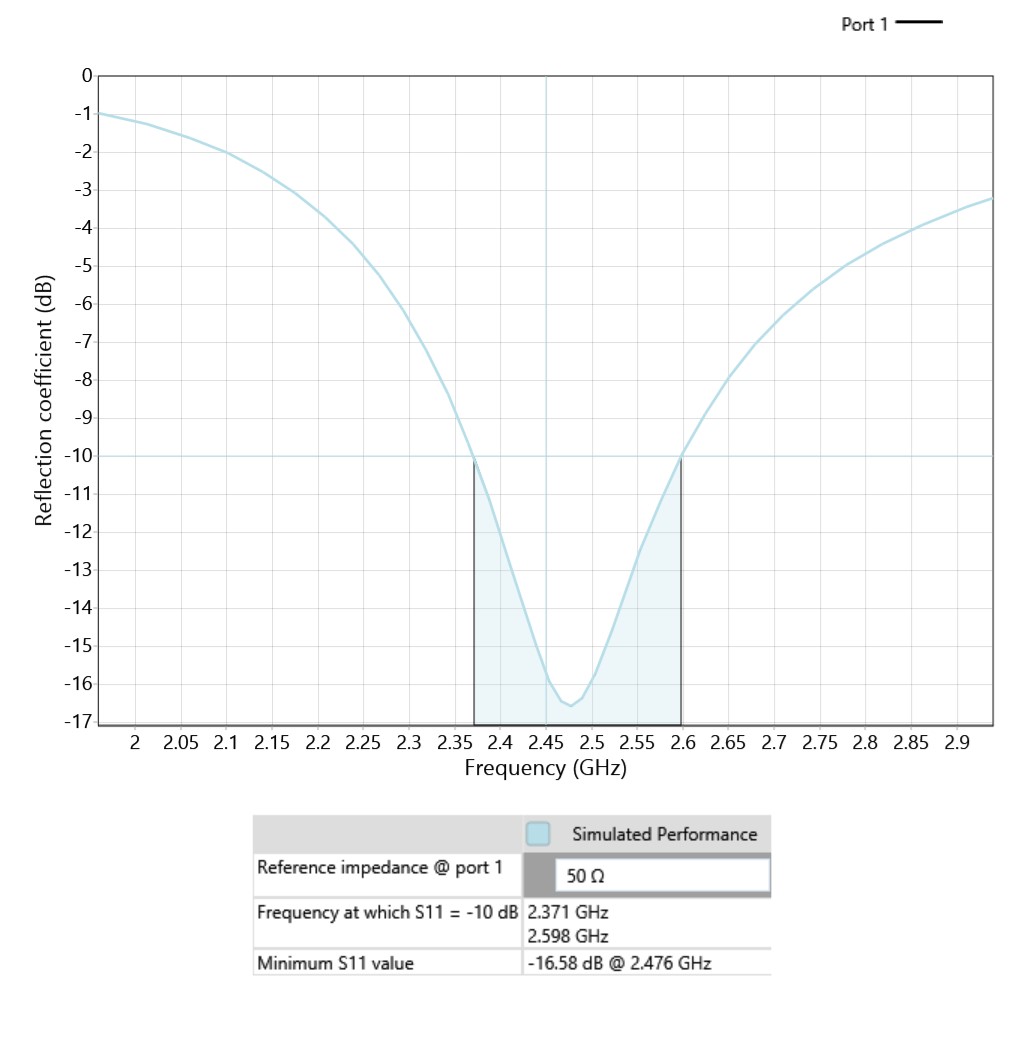 Port 1
0
-1
-2
-3
-4
-5
-6
-7
-8
-9
-10
-11
-12
-13
-14
-15
-16
-17
Reflection coefficient (dB)
2 2.05 2.1 2.15 2.2 2.25 2.3 2.35 2.4 2.45 2.5 2.55 2.6 2.65 2.7 2.75 2.8 2.85 2.9
Frequency (GHz)
Simulated Performance
Reference impedance @ port 1 50 Ω
Frequency at which S11 = -10 dB 2.371 GHz
2.598 GHz
Minimum S11 value -16.58 dB @ 2.476 GHz